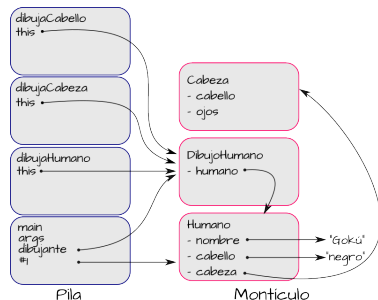 dibujaCabello
this
dibujaCabeza
this
dibujaHumano
this
main
args
dibujante
#1
Pila
Cabeza
- cabello
- ojos
DibujoHumano
- humano
Humano
- nombre
- cabello
- cabeza
"Gokú"
"negro"
Montículo